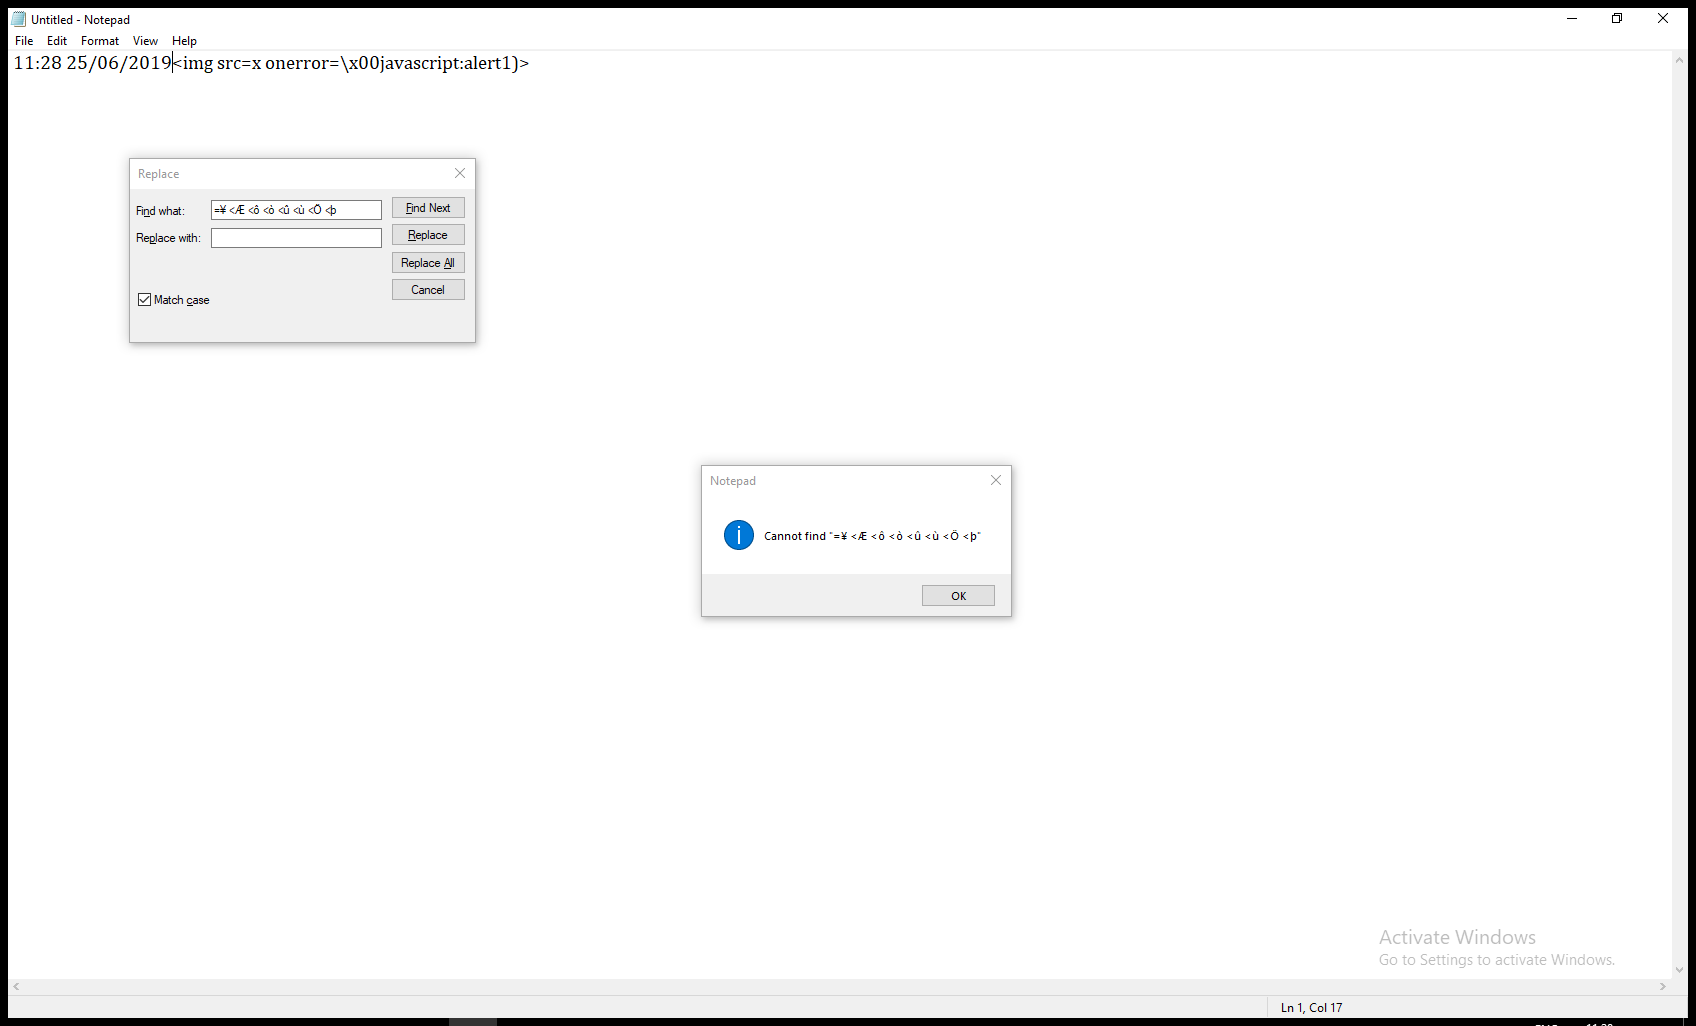 Untitled - Notepad
File Edit Format View Help
11:28 25/06/2019<img src=x onerror=\x00javascript:alert1)>
Replace
Find what: =¥ <Æ <ô <ò <û <ù <Ö <þ Find Next
Replace with: Replace
Replace All
Cancel
Match case
Notepad
Cannot find "=¥ <Æ <ô <ò <û <ù <Ö <þ"
OK
Activate Windows
Go to Settings to activate Windows.
Ln 1, Col 17